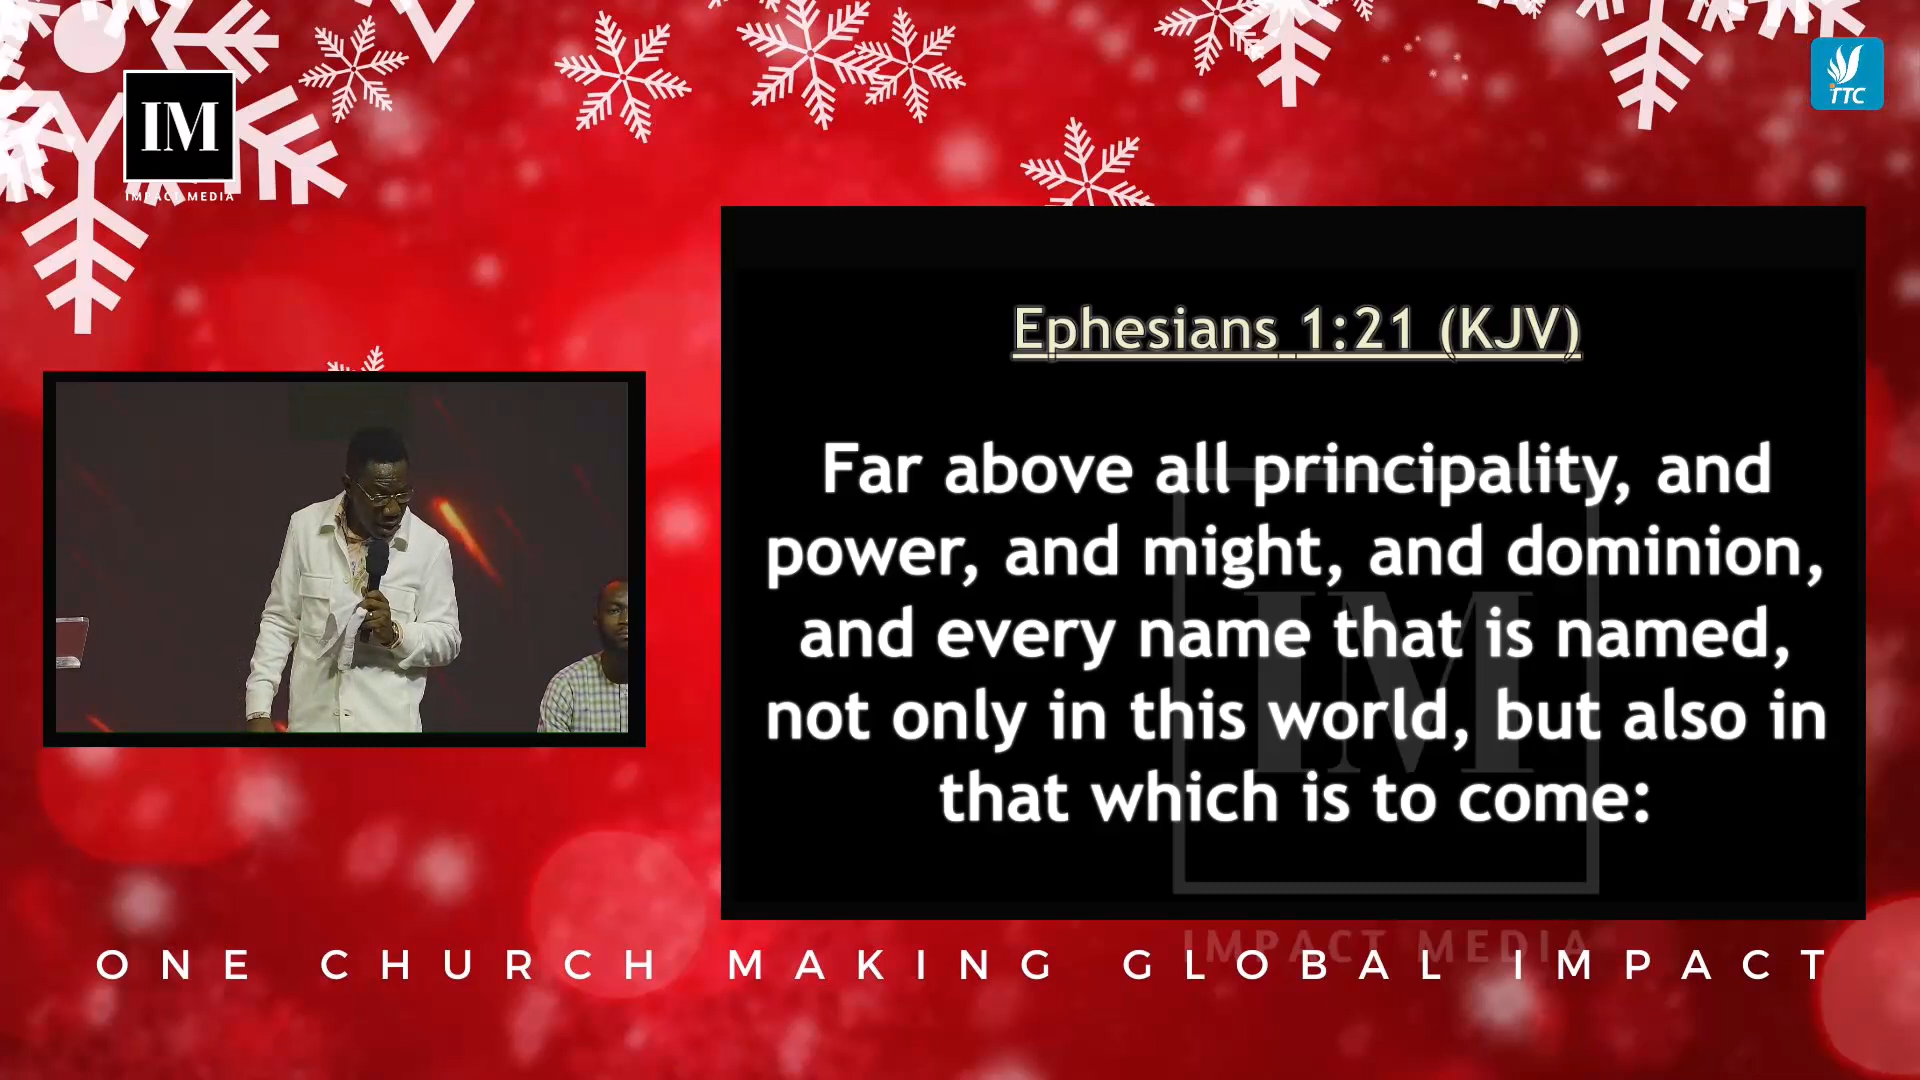 IM
IMPACT MEDIA
TTC
Ephesians 1:21 (KJV)
Far above all principality, and
power, and might, and dominion,
and every name that is named,
not only in this world, but also in
that which is to come:
IM
IMPACT MEDIA
ONE CHURCH MAKING GLOBAL IMPACT